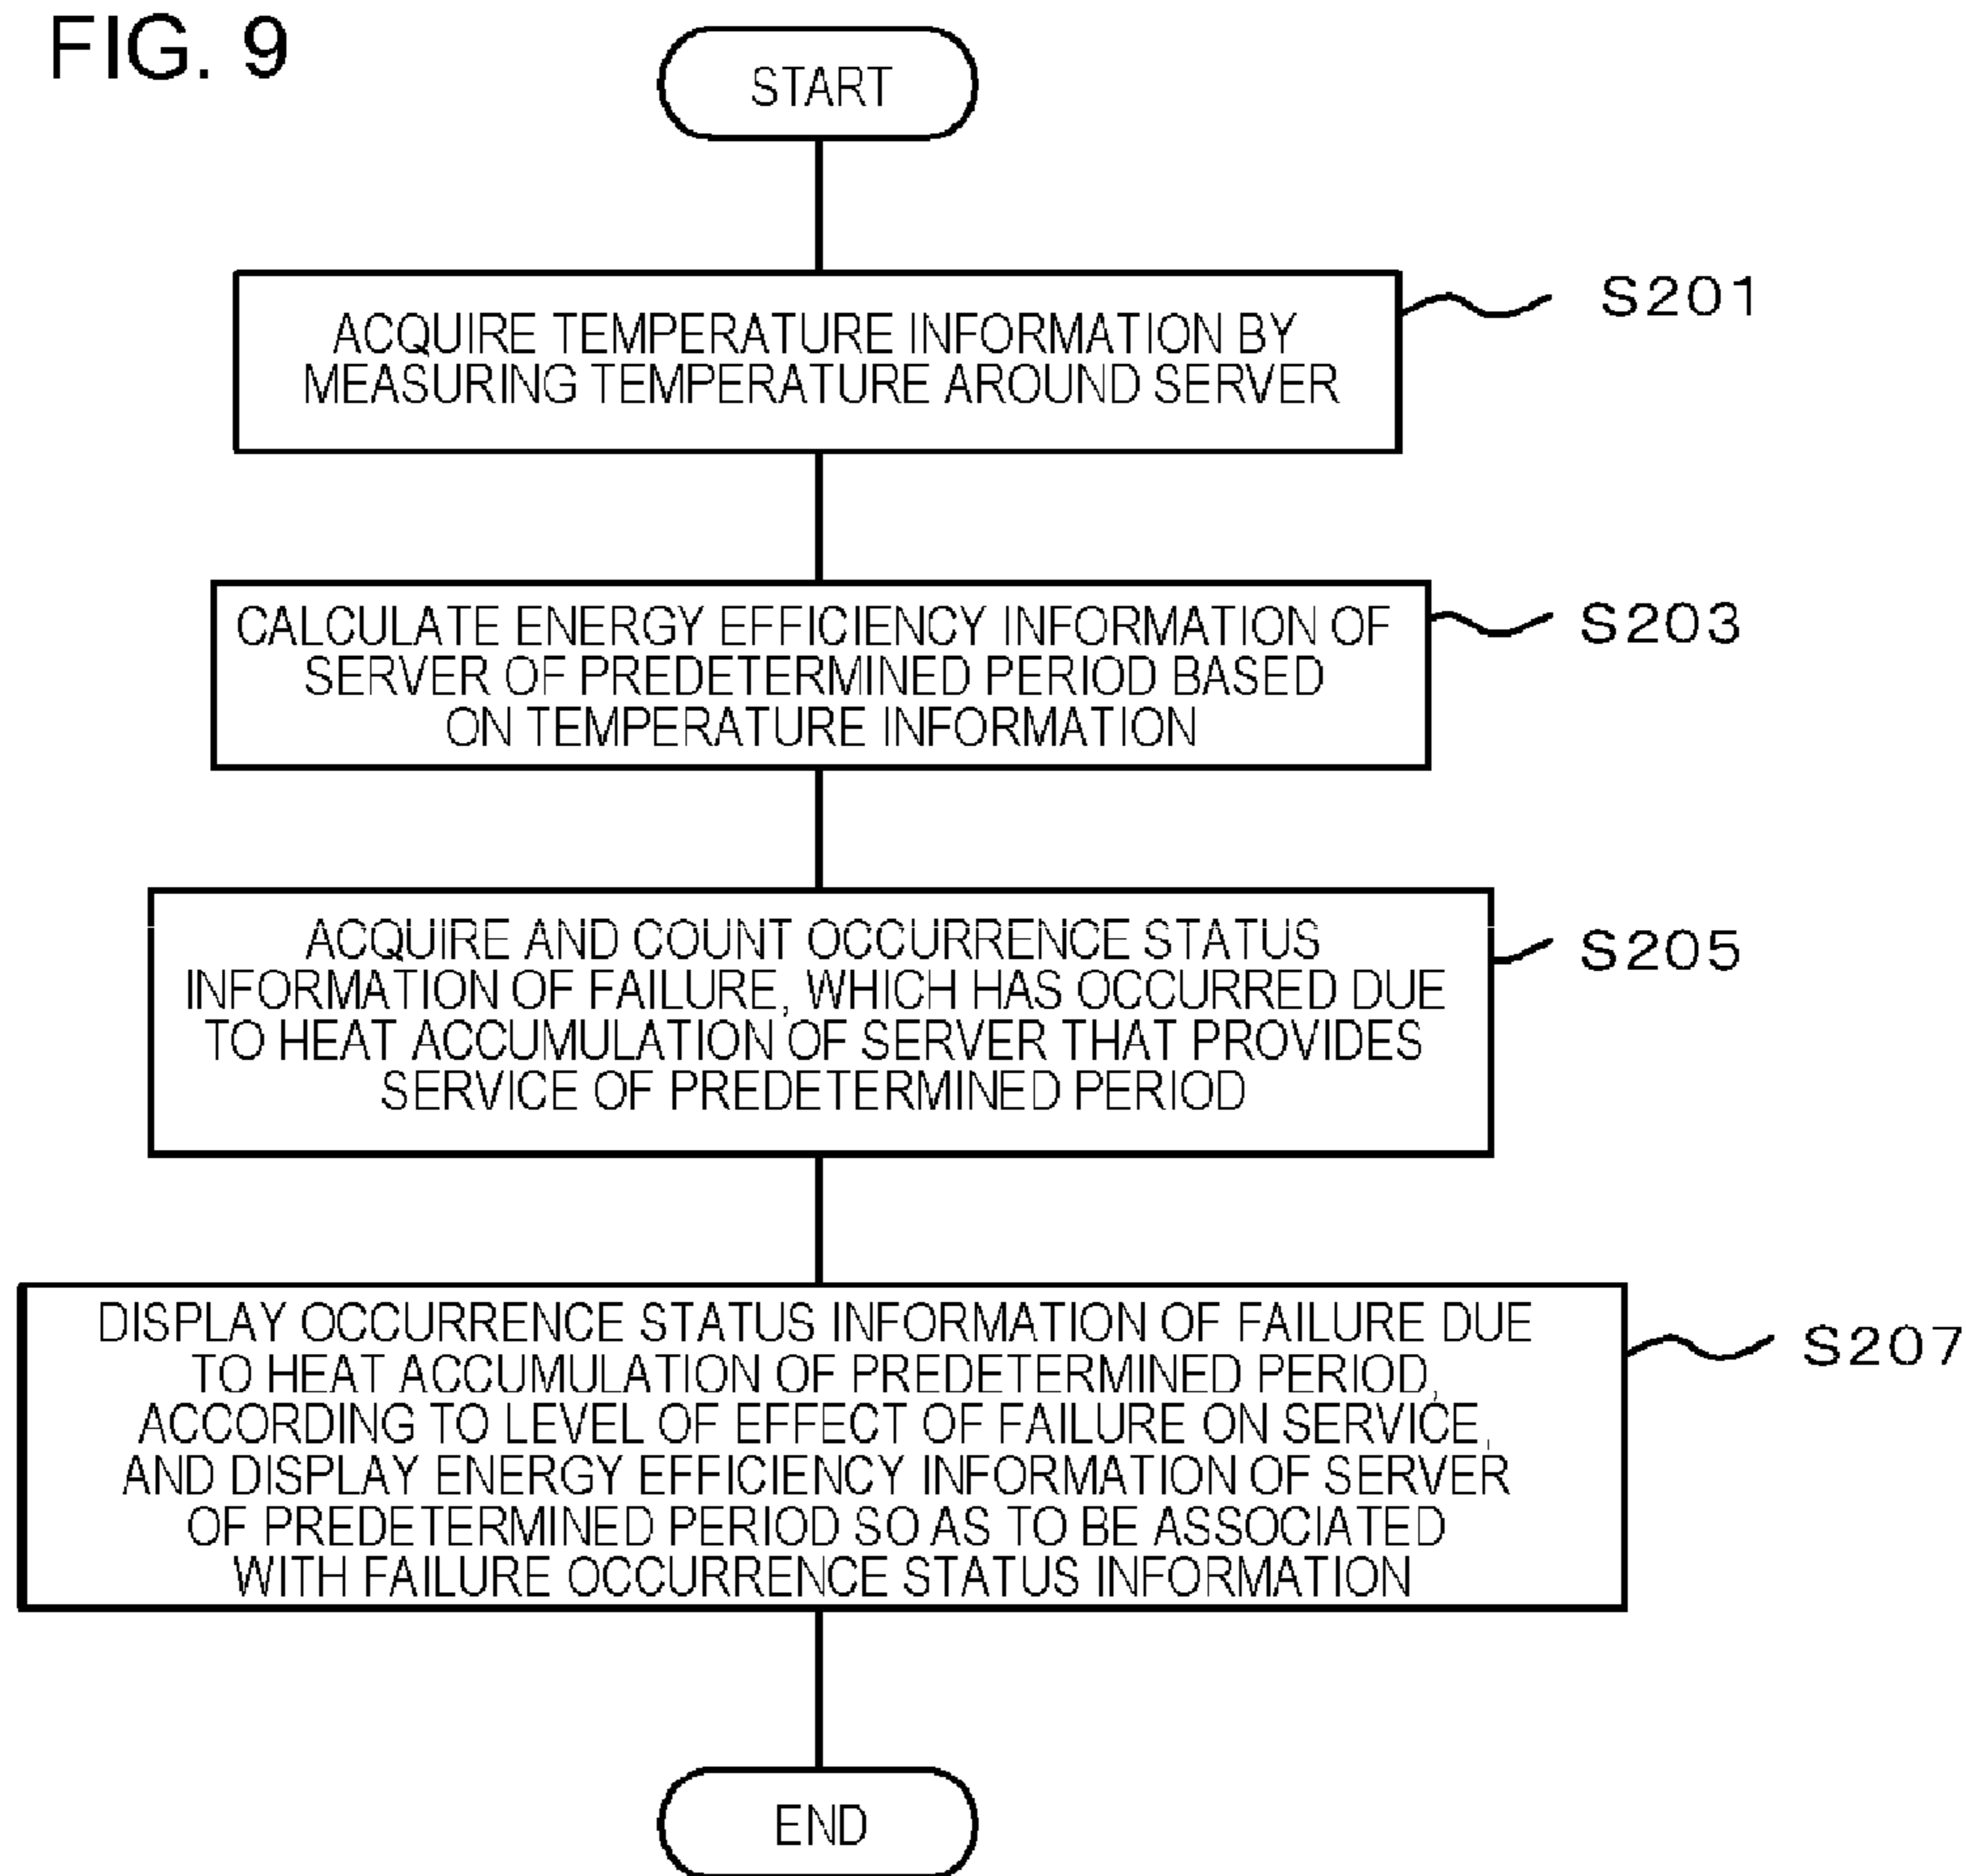 FIG. 9
START
ACQUIRE TEMPERATURE INFORMATION BY
MEASURING TEMPERATURE AROUND SERVER
S201
CALCULATE ENERGY EFFICIENCY INFORMATION OF
SERVER OF PREDETERMINED PERIOD BASED
ON TEMPERATURE INFORMATION
S203
ACQUIRE AND COUNT OCCURRENCE STATUS
INFORMATION OF FAILURE, WHICH HAS OCCURRED DUE
TO HEAT ACCUMULATION OF SERVER THAT PROVIDES
SERVICE OF PREDETERMINED PERIOD
S205
DISPLAY OCCURRENCE STATUS INFORMATION OF FAILURE DUE
TO HEAT ACCUMULATION OF PREDETERMINED PERIOD,
ACCORDING TO LEVEL OF EFFECT OF FAILURE ON SERVICE,
AND DISPLAY ENERGY EFFICIENCY INFORMATION OF SERVER
OF PREDETERMINED PERIOD SO AS TO BE ASSOCIATED
WITH FAILURE OCCURRENCE STATUS INFORMATION
S207
END